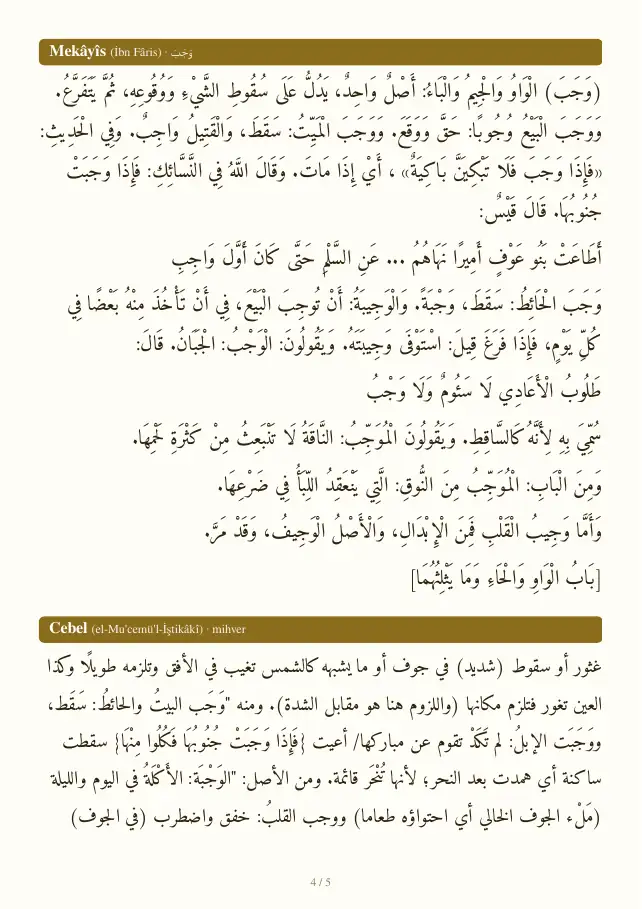 Mekâyîs (İbn Fâris) · وَجَبَ
(وَجَبَ) الْوَاوُ وَالْجِيمُ وَالْبَاءُ: أَصْلٌ وَاحِدٌ، يَدُلُّ عَلَى سُقُوطِ الشَّيْءِ وَوُقُوعِهِ، ثُمَّ يَتَفَرَّعُ.
وَوَجَبَ الْبَيْعُ وُجُوبًا: حَقَّ وَوَقَعَ. وَوَجَبَ الْمَيِّتُ: سَقَطَ، وَالْقَتِيلُ وَاجِبٌ. وَفِي الْحَدِيثِ:
«فَإِذَا وَجَبَ فَلَا تَبْكِيَنَّ بَاكِيَةٌ» ، أَيْ إِذَا مَاتَ. وَقَالَ اللَّهُ فِي النَّسَائِكِ: فَإِذَا وَجَبَتْ
جُنُوبُهَا. قَالَ قَيْسٌ:
أَطَاعَتْ بَنُو عَوْفٍ أَمِيرًا نَهَاهُمُ ... عَنِ السَّلْمِ حَتَّى كَانَ أَوَّلَ وَاجِبِ
وَجَبَ الْحَائِطُ: سَقَطَ، وَجْبَةً. وَالْوَجِيبَةُ: أَنْ تُوجِبَ الْبَيْعَ، فِي أَنْ تَأْخُذَ مِنْهُ بَعْضًا فِي
كُلِّ يَوْمٍ، فَإِذَا فَرَغَ قِيلَ: اسْتَوْفَى وَجِيبَتَهُ. وَيَقُولُونَ: الْوَجْبُ: الْجَبَانُ. قَالَ:
طَلُوبُ الْأَعَادِي لَا سَئُومٌ وَلَا وَجْبُ
سُمِّيَ بِهِ لِأَنَّهُ كَالسَّاقِطِ. وَيَقُولُونَ الْمُوَجِّبُ: النَّاقَةُ لَا تَنْبَعِثُ مِنْ كَثْرَةِ لَحْمِهَا.
وَمِنَ الْبَابِ: الْمُوَجِّبُ مِنَ النُّوقِ: الَّتِي يَنْعَقِدُ اللِّبَأُ فِي ضَرْعِهَا.
وَأَمَّا وَجِيبُ الْقَلْبِ فَمِنَ الْإِبْدَالِ، وَالْأَصْلُ الْوَجِيفُ، وَقَدْ مَرَّ.
[بَابُ الْوَاوِ وَالْحَاءِ وَمَا يَثْلِثُهُمَا]
Cebel (el-Mu'cemü'l-İştikâkî) · mihver
غثور أو سقوط (شديد) في جوف أو ما يشبهه كالشمس تغيب في الأفق وتلزمه طويلًا وكذا
العين تغور فتلزم مكانها (واللزوم هنا هو مقابل الشدة). ومنه "وَجَب البيتُ والحائطُ: سَقَط،
ووَجَبَت الإبلُ: لم تَكَدْ تقوم عن مباركها/ أعيت {فَإِذَا وَجَبَتْ جُنُوبُهَا فَكُلُوا مِنْهَا} سقطت
ساكنة أي همدت بعد النحر؛ لأنها تُنْحَر قائمة. ومن الأصل: "الوَجْبَة: الأَكْلَةُ في اليوم والليلة
(مَلْء الجوف الخالي أي احتواؤه طعاما) ووجب القلبُ: خفق واضطرب (في الجوف)
4 / 5